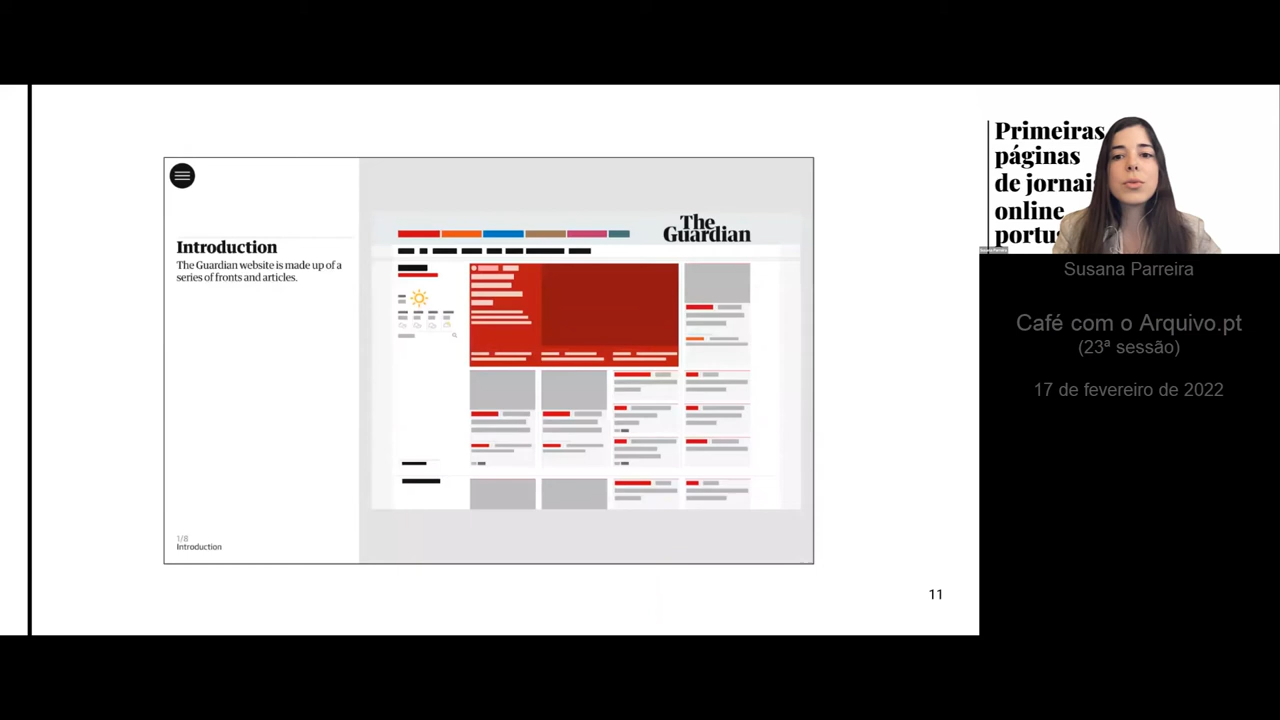 Introduction
The Guardian website is made up of a
series of fronts and articles.
The
Guardian
1/8
Introduction
11
Primeiras
páginas
de jornai
online
portu
Susana Parreira
Café com o Arquivo.pt
(23ª sessão)
17 de fevereiro de 2022